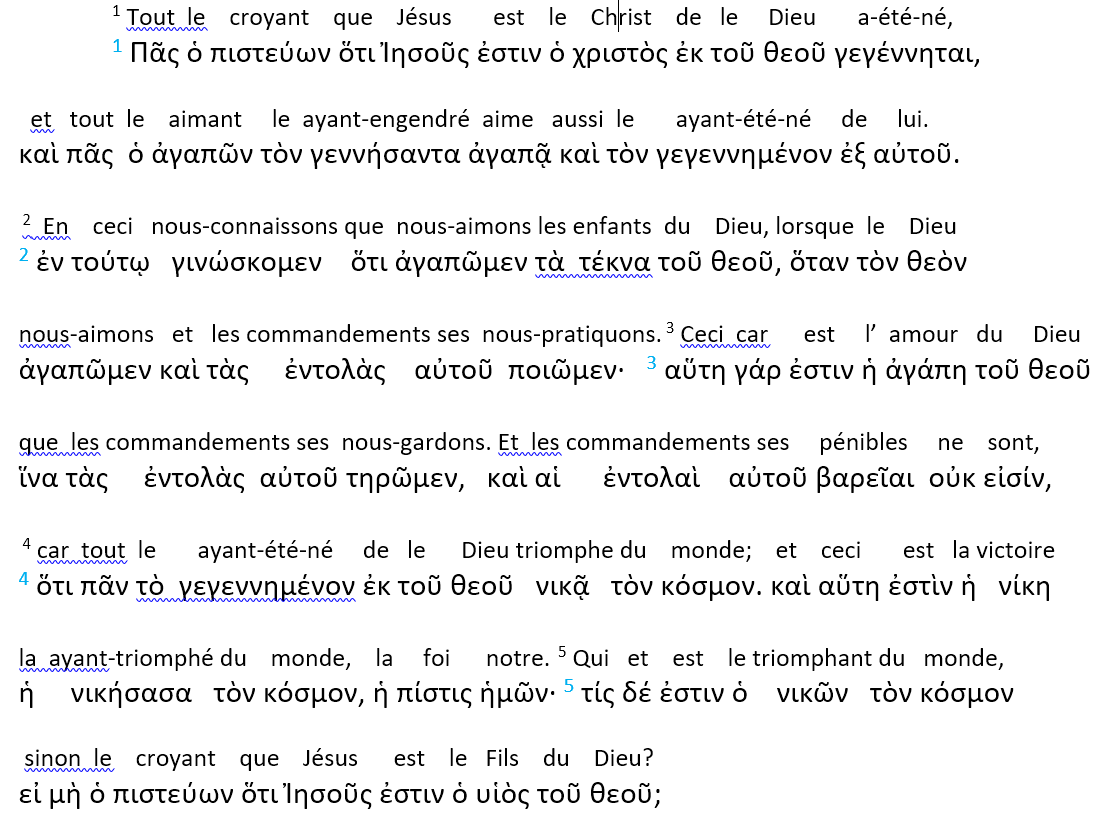 ¹ Tout le croyant que Jésus est le Christ de le Dieu a-été-né,
¹ Πᾶς ὁ πιστεύων ὅτι Ἰησοῦς ἐστιν ὁ χριστὸς ἐκ τοῦ θεοῦ γεγέννηται,
et tout le aimant le ayant-engendré aime aussi le ayant-été-né de lui.
καὶ πᾶς ὁ ἀγαπῶν τὸν γεννήσαντα ἀγαπᾷ καὶ τὸν γεγεννημένον ἐξ αὐτοῦ.
² En ceci nous-connaissons que nous-aimons les enfants du Dieu, lorsque le Dieu
² ἐν τούτῳ γινώσκομεν ὅτι ἀγαπῶμεν τὰ τέκνα τοῦ θεοῦ, ὅταν τὸν θεὸν
nous-aimons et les commandements ses nous-pratiquons. ³ Ceci car est l’ amour du Dieu
ἀγαπῶμεν καὶ τὰς ἐντολὰς αὐτοῦ ποιῶμεν· ³ αὕτη γάρ ἐστιν ἡ ἀγάπη τοῦ θεοῦ
que les commandements ses nous-gardons. Et les commandements ses pénibles ne sont,
ἵνα τὰς ἐντολὰς αὐτοῦ τηρῶμεν, καὶ αἱ ἐντολαὶ αὐτοῦ βαρεῖαι οὐκ εἰσίν,
⁴ car tout le ayant-été-né de le Dieu triomphe du monde; et ceci est la victoire
⁴ ὅτι πᾶν τὸ γεγεννημένον ἐκ τοῦ θεοῦ νικᾷ τὸν κόσμον. καὶ αὕτη ἐστὶν ἡ νίκη
la ayant-triomphé du monde, la foi notre. ⁵ Qui et est le triomphant du monde,
ἡ νικήσασα τὸν κόσμον, ἡ πίστις ἡμῶν· ⁵ τίς δέ ἐστιν ὁ νικῶν τὸν κόσμον
sinon le croyant que Jésus est le Fils du Dieu?
εἰ μὴ ὁ πιστεύων ὅτι Ἰησοῦς ἐστιν ὁ υἱὸς τοῦ θεοῦ;